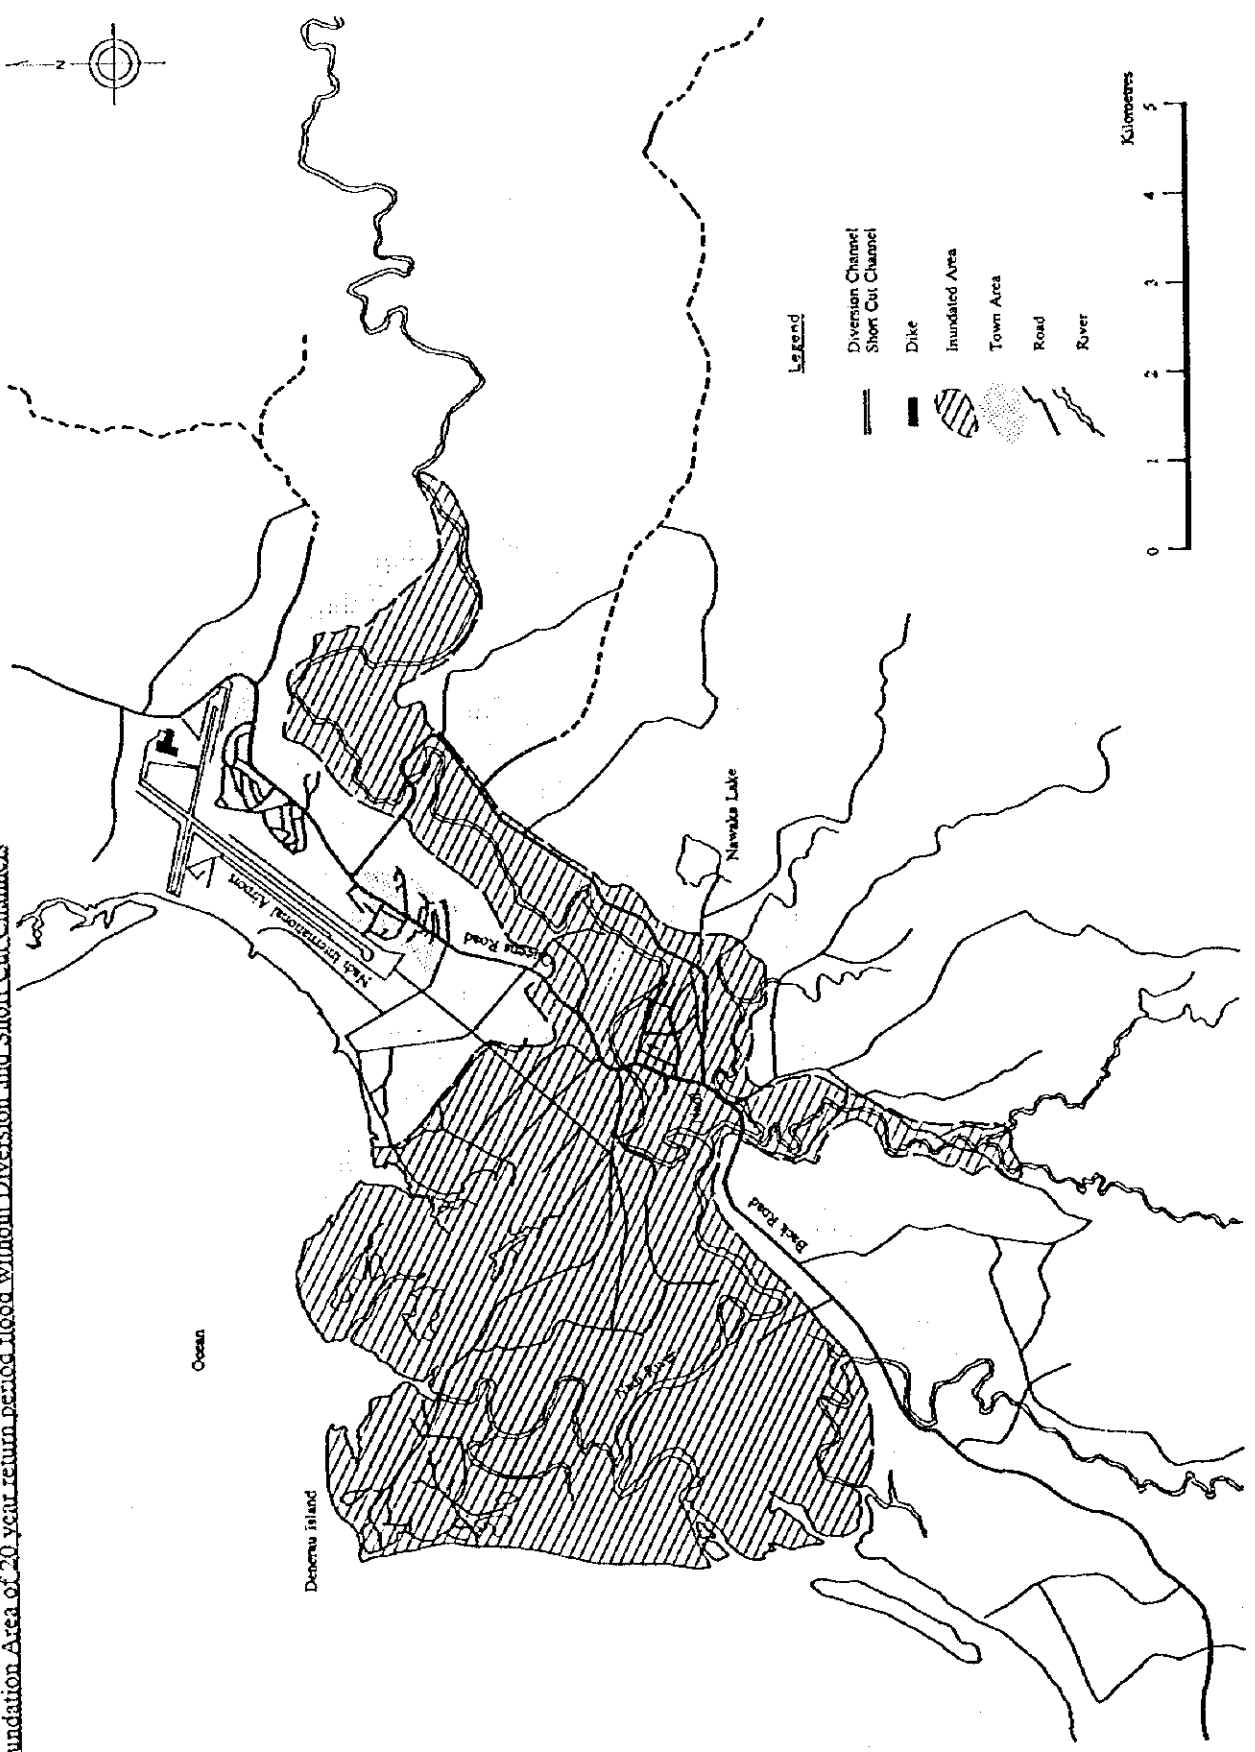 undation Area of 20 year return period flood without Diversion and Short Cut Channels
N
Ocean
Denerau island
Nadi International Airport
Queens Road
Nawaka Lake
Back Road
Legend
Diversion Channel
Short Cut Channel
Dike
Inundated Area
Town Area
Road
River
Kilometres
0 1 2 3 4 5